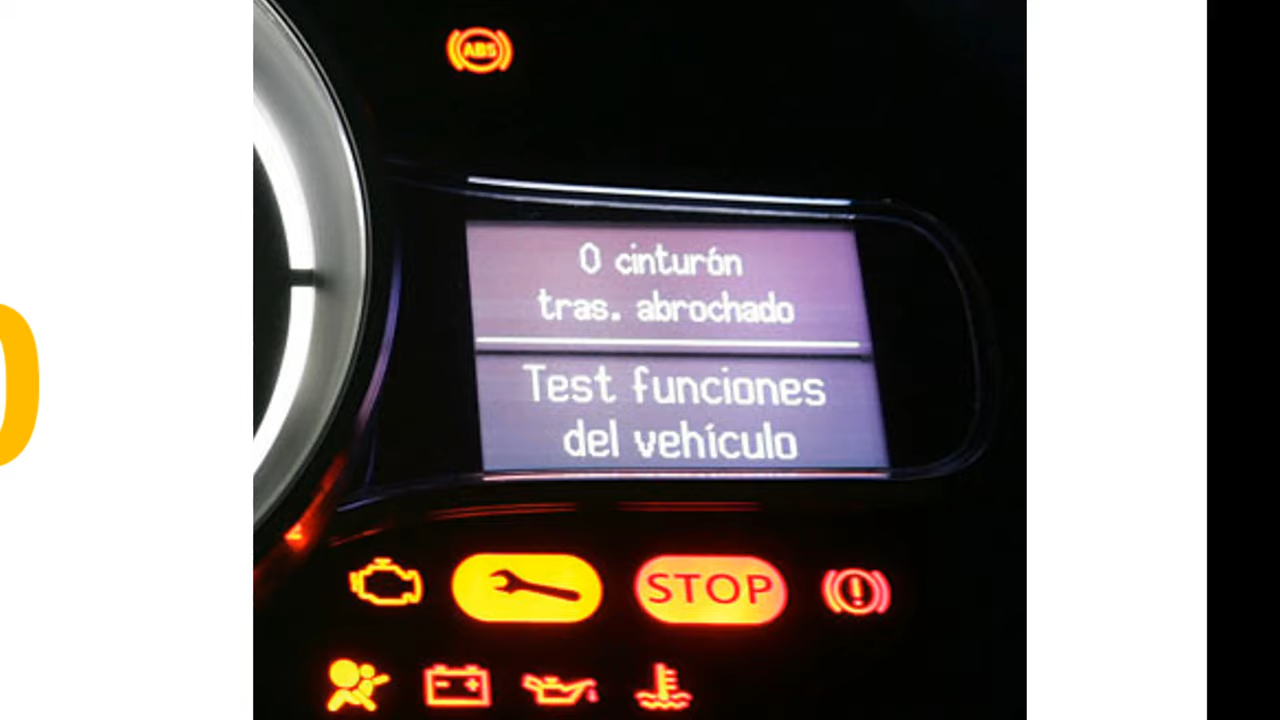 ABS
0 cinturón
tras. abrochado
Test funciones
del vehículo
STOP